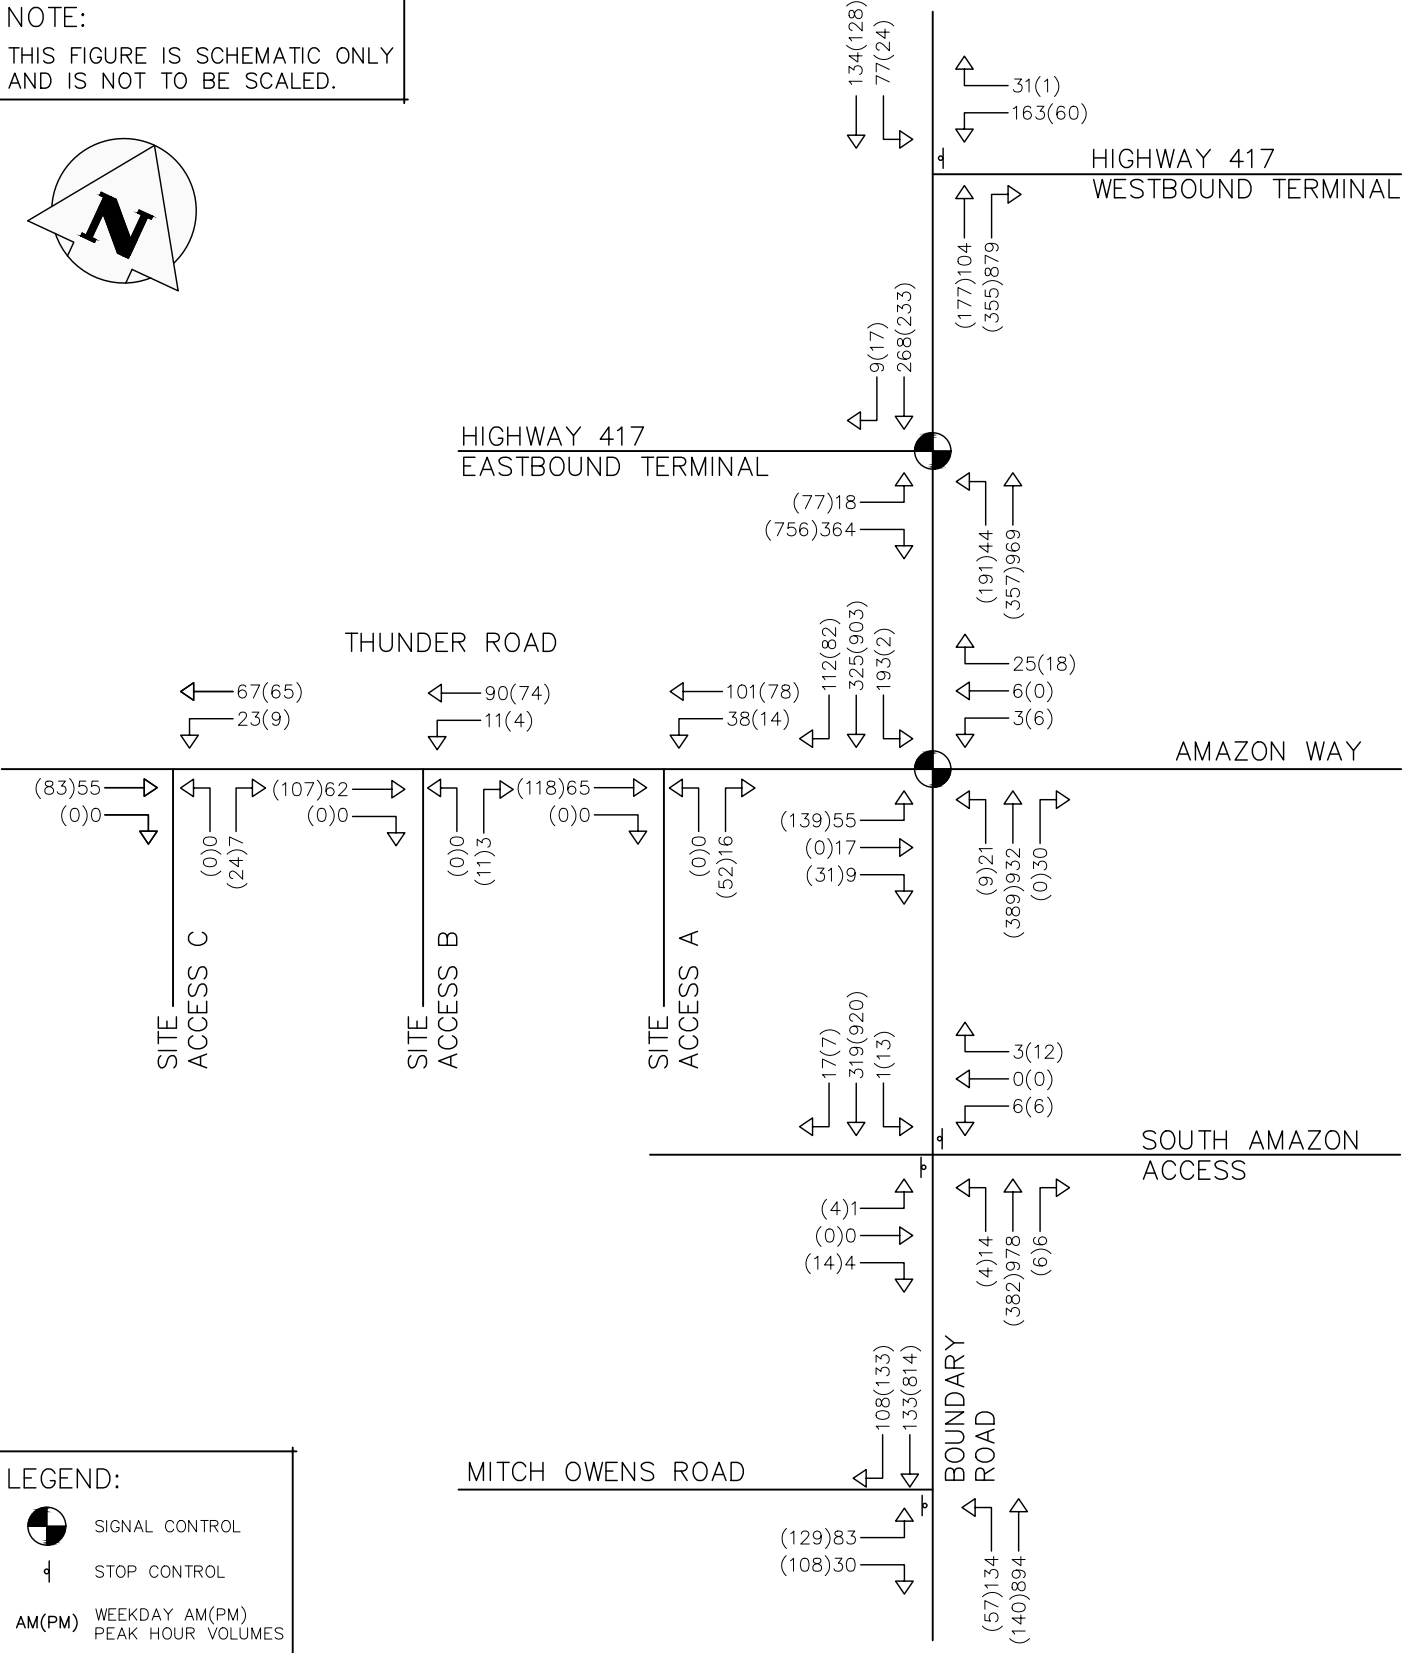 NOTE:
THIS FIGURE IS SCHEMATIC ONLY
AND IS NOT TO BE SCALED.
N
134(128)
77(24)
31(1)
163(60)
HIGHWAY 417
WESTBOUND TERMINAL
(177)104
(355)879
9(17)
268(233)
HIGHWAY 417
EASTBOUND TERMINAL
(77)18
(756)364
(191)44
(357)969
THUNDER ROAD
112(82)
325(903)
193(2)
25(18)
6(0)
3(6)
67(65)
23(9)
90(74)
11(4)
101(78)
38(14)
AMAZON WAY
(83)55
(0)0
(0)0
(24)7
(107)62
(0)0
(0)0
(11)3
(118)65
(0)0
(0)0
(52)16
(139)55
(0)17
(31)9
(9)21
(389)932
(0)30
SITE
ACCESS C
SITE
ACCESS B
SITE
ACCESS A
17(7)
319(920)
1(13)
3(12)
0(0)
6(6)
SOUTH AMAZON
ACCESS
(4)1
(0)0
(14)4
(4)14
(382)978
(6)6
108(133)
133(814)
BOUNDARY
ROAD
MITCH OWENS ROAD
(129)83
(108)30
(57)134
(140)894
LEGEND:
SIGNAL CONTROL
STOP CONTROL
AM(PM) WEEKDAY AM(PM)
PEAK HOUR VOLUMES